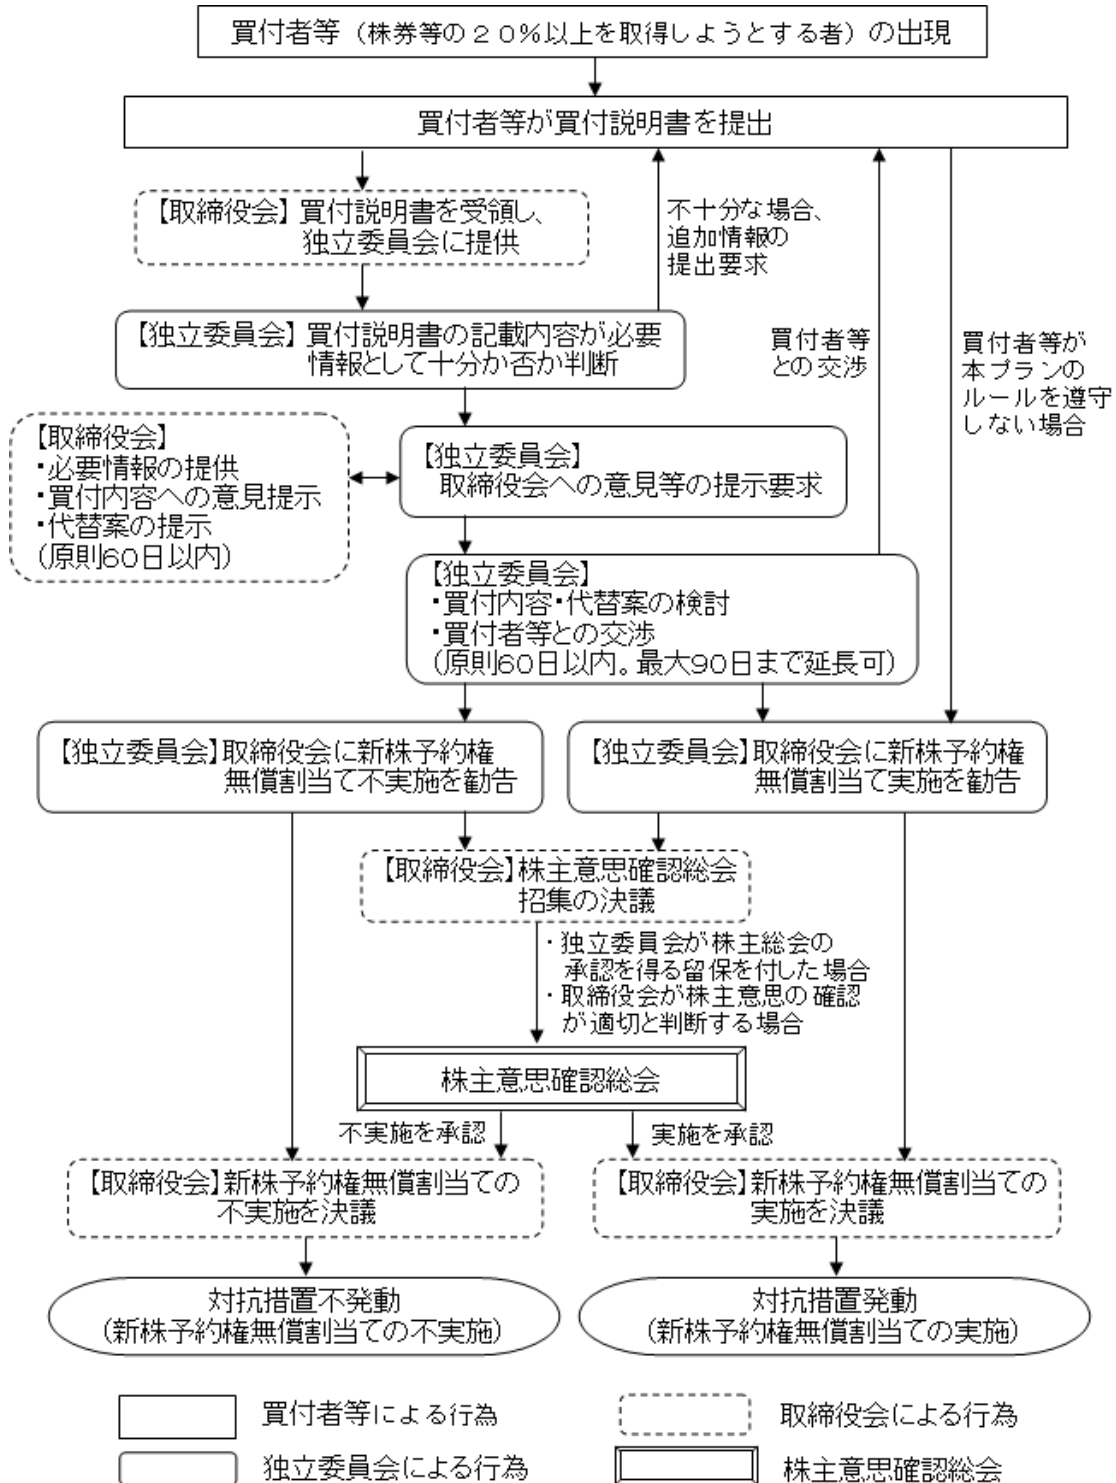 買付者等（株券等の２０％以上を取得しようとする者）の出現
買付者等が買付説明書を提出
【取締役会】買付説明書を受領し、
独立委員会に提供
不十分な場合、
追加情報の
提出要求
【独立委員会】買付説明書の記載内容が必要
情報として十分か否か判断
買付者等
との交渉
買付者等が
本プランの
ルールを遵守
しない場合
【取締役会】
・必要情報の提供
・買付内容への意見提示
・代替案の提示
（原則60日以内）
【独立委員会】
取締役会への意見等の提示要求
【独立委員会】
・買付内容・代替案の検討
・買付者等との交渉
（原則60日以内。最大90日まで延長可）
【独立委員会】取締役会に新株予約権
無償割当て不実施を勧告
【独立委員会】取締役会に新株予約権
無償割当て実施を勧告
【取締役会】株主意思確認総会
招集の決議
・独立委員会が株主総会の
承認を得る留保を付した場合
・取締役会が株主意思の確認
が適切と判断する場合
株主意思確認総会
不実施を承認
実施を承認
【取締役会】新株予約権無償割当ての
不実施を決議
【取締役会】新株予約権無償割当ての
実施を決議
対抗措置不発動
（新株予約権無償割当ての不実施）
対抗措置発動
（新株予約権無償割当ての実施）
買付者等による行為
取締役会による行為
独立委員会による行為
株主意思確認総会